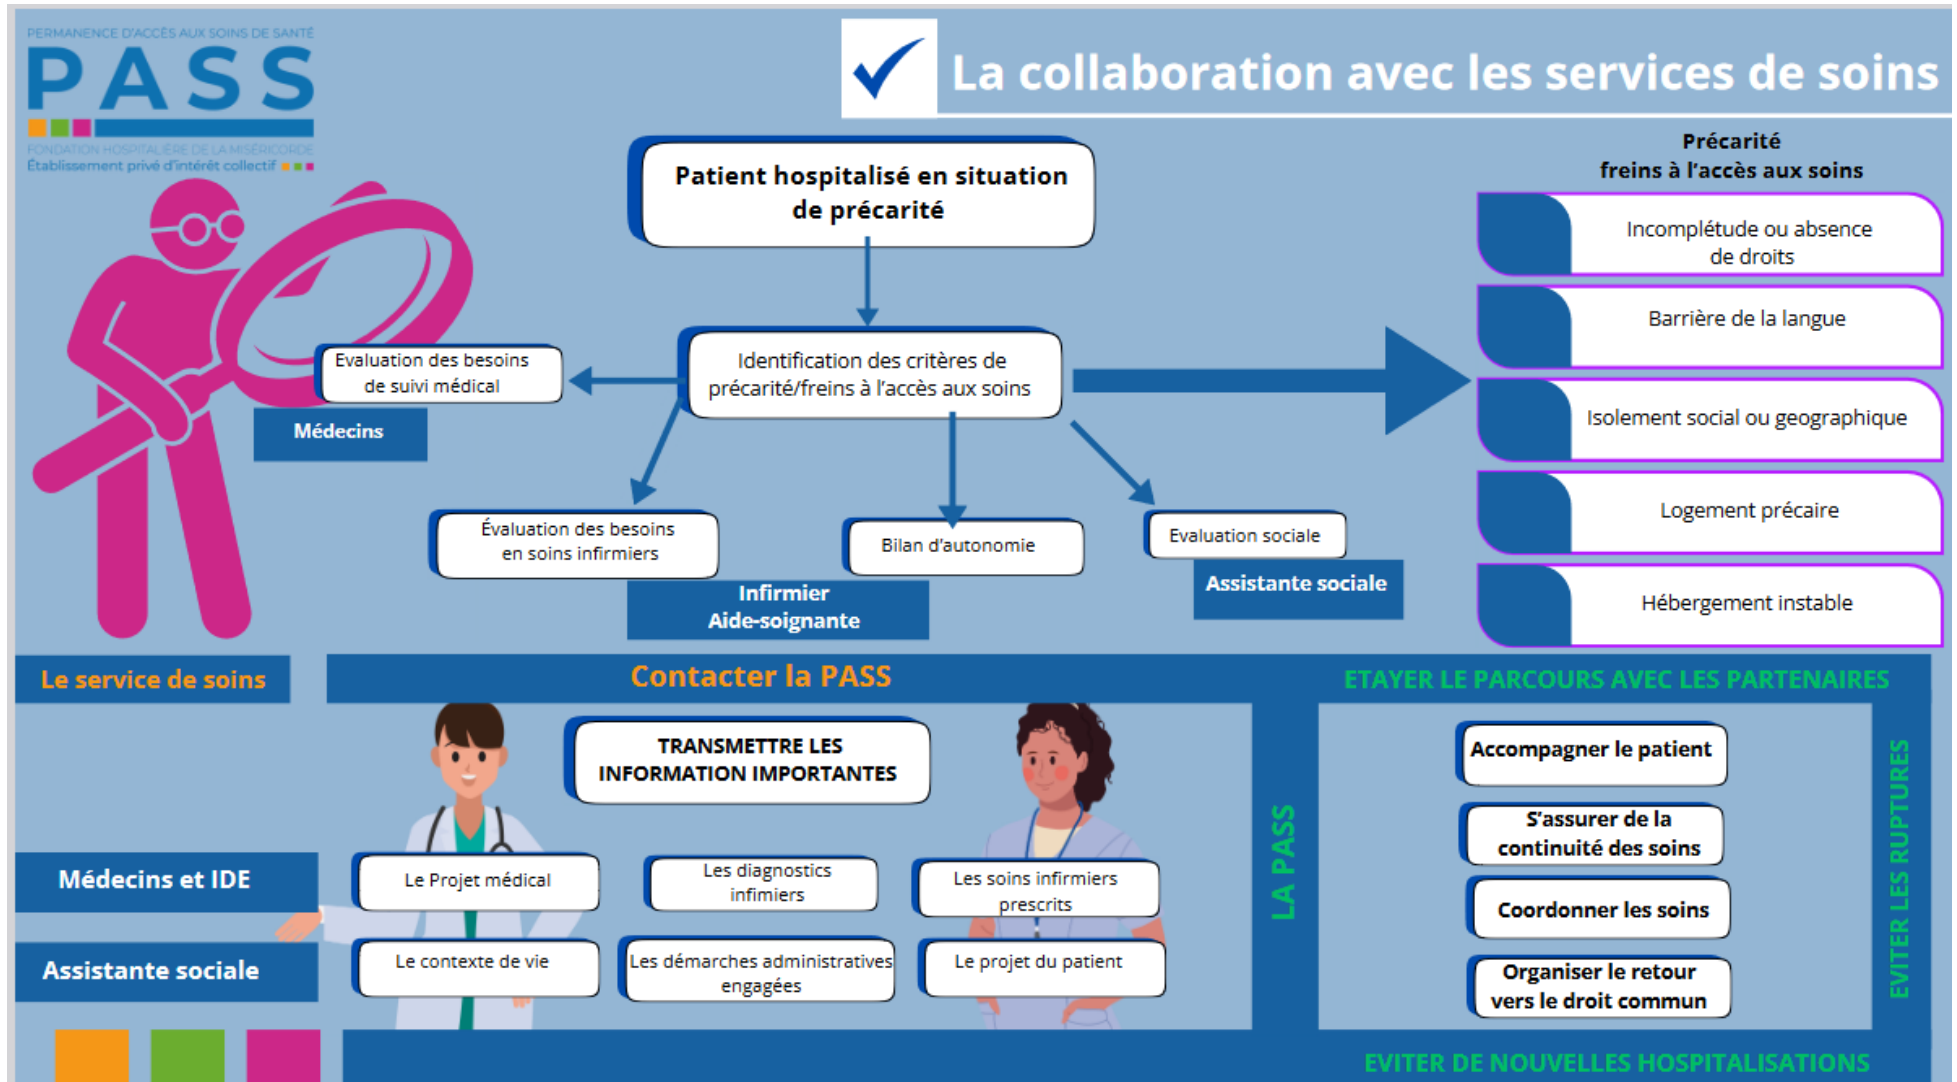 PERMANENCE D'ACCÈS AUX SOINS DE SANTÉ
PASS
FONDATION HOSPITALIÈRE DE LA MISÉRICORDE
Établissement privé d'intérêt collectif
La collaboration avec les services de soins
Patient hospitalisé en situation
de précarité
Précarité
freins à l'accès aux soins
Incomplétude ou absence
de droits
Barrière de la langue
Isolement social ou geographique
Logement précaire
Hébergement instable
Identification des critères de
précarité/freins à l'accès aux soins
Evaluation des besoins
de suivi médical
Médecins
Évaluation des besoins
en soins infirmiers
Bilan d'autonomie
Infirmier
Aide-soignante
Evaluation sociale
Assistante sociale
Le service de soins
Contacter la PASS
ETAYER LE PARCOURS AVEC LES PARTENAIRES
TRANSMETTRE LES
INFORMATION IMPORTANTES
Médecins et IDE
Le Projet médical
Les diagnostics
infimiers
Les soins infirmiers
prescrits
Assistante sociale
Le contexte de vie
Les démarches administratives
engagées
Le projet du patient
LA PASS
Accompagner le patient
S'assurer de la
continuité des soins
Coordonner les soins
Organiser le retour
vers le droit commun
EVITER LES RUPTURES
EVITER DE NOUVELLES HOSPITALISATIONS